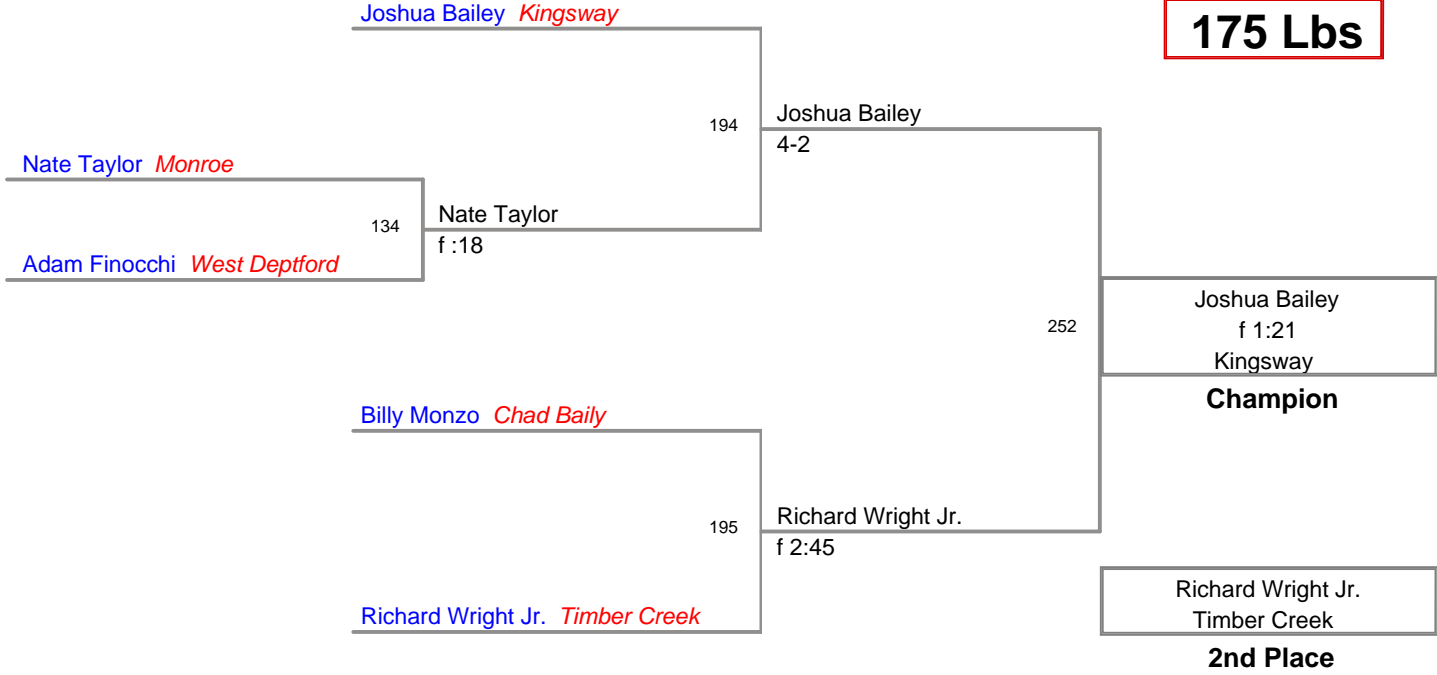 Joshua Bailey Kingsway
175 Lbs
194
Joshua Bailey
4-2
Nate Taylor Monroe
134
Nate Taylor
f :18
Adam Finocchi West Deptford
252
Joshua Bailey
f 1:21
Kingsway
Champion
Billy Monzo Chad Baily
195
Richard Wright Jr.
f 2:45
Richard Wright Jr. Timber Creek
Richard Wright Jr.
Timber Creek
2nd Place